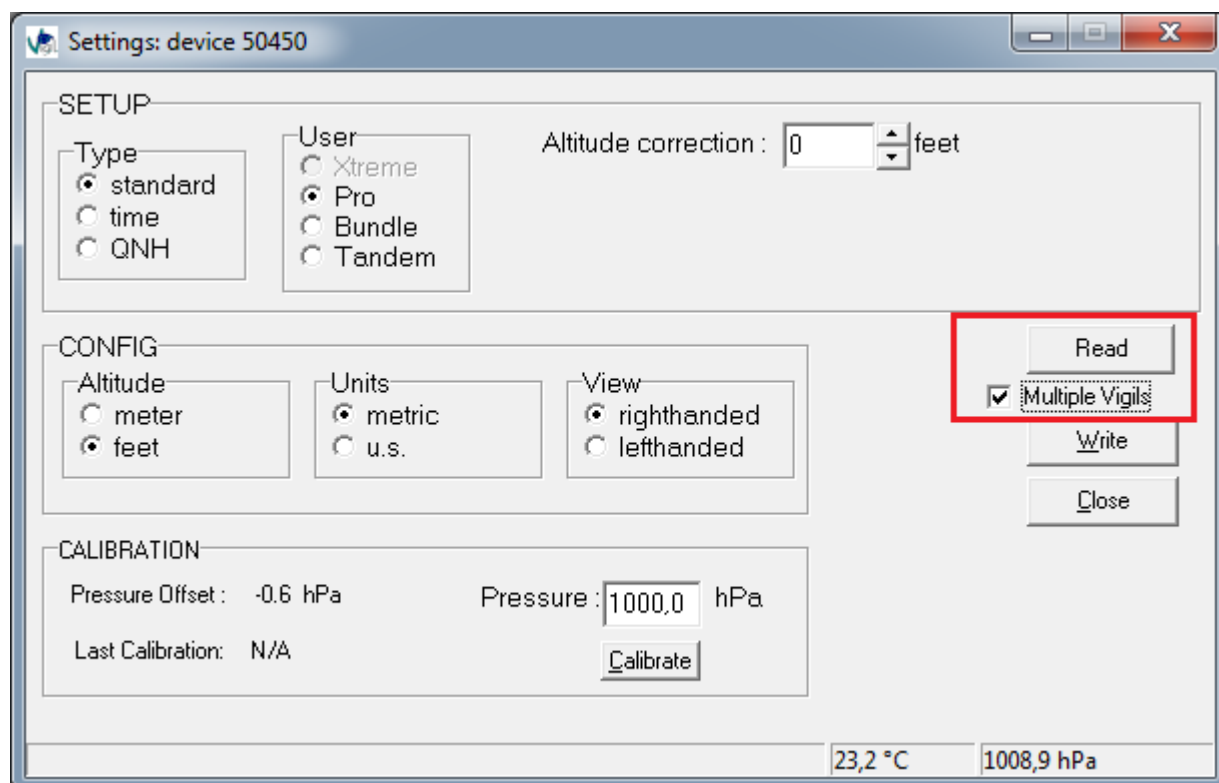 Settings: device 50450
SETUP
Type
standard
time
QNH
User
Xtreme
Pro
Bundle
Tandem
Altitude correction : 0 feet
CONFIG
Altitude
meter
feet
Units
metric
u.s.
View
righthanded
lefthanded
Read
Multiple Vigils
Write
Close
CALIBRATION
Pressure Offset : -0.6 hPa
Last Calibration: N/A
Pressure : 1000,0 hPa
Calibrate
23,2 °C 1008,9 hPa